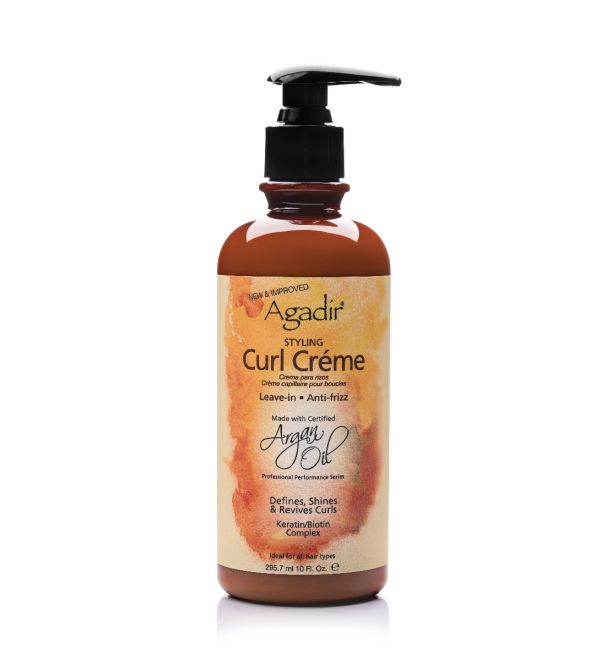 NEW & IMPROVED
Agadir®
STYLING
Curl Créme
Crema para rizos
Créme capillaire pour boucles
Leave-in • Anti-frizz
Made with Certified
Argan
Oil
Professional Performance Series
Defines, Shines
& Revives Curls
Keratin/Biotin
Complex
Ideal for all hair types
295.7 ml 10 Fl. Oz. ℮